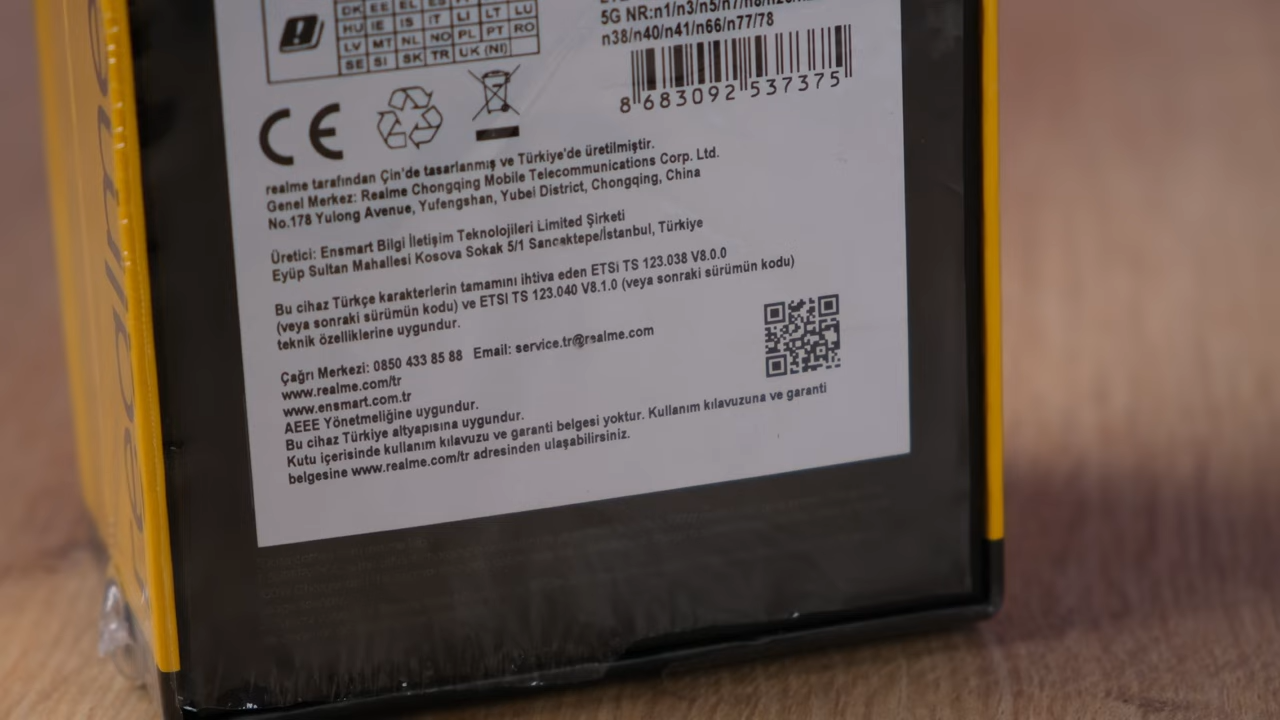 DK EE EL ES FI
HU IE IS IT LI LT LU
LV MT NL NO PL PT RO
SE SI SK TR UK (NI)
5G NR:n1/n3/n5/n7/n8/
n38/n40/n41/n66/n77/78
8 683092 537375
CE
realme tarafından Çin'de tasarlanmış ve Türkiye'de üretilmiştir.
Genel Merkez: Realme Chongqing Mobile Telecommunications Corp. Ltd.
No.178 Yulong Avenue, Yufengshan, Yubei District, Chongqing, China
Üretici: Ensmart Bilgi İletişim Teknolojileri Limited Şirketi
Eyüp Sultan Mahallesi Kosova Sokak 5/1 Sancaktepe/İstanbul, Türkiye
Bu cihaz Türkçe karakterlerin tamamını ihtiva eden ETSi TS 123.038 V8.0.0
(veya sonraki sürümün kodu) ve ETSI TS 123.040 V8.1.0 (veya sonraki sürümün kodu)
teknik özelliklerine uygundur.
Çağrı Merkezi: 0850 433 85 88 Email: service.tr@realme.com
www.realme.com/tr
www.ensmart.com.tr
AEEE Yönetmeliğine uygundur.
Bu cihaz Türkiye altyapısına uygundur.
Kutu içerisinde kullanım kılavuzu ve garanti belgesi yoktur. Kullanım kılavuzuna ve garanti
belgesine www.realme.com/tr adresinden ulaşabilirsiniz.